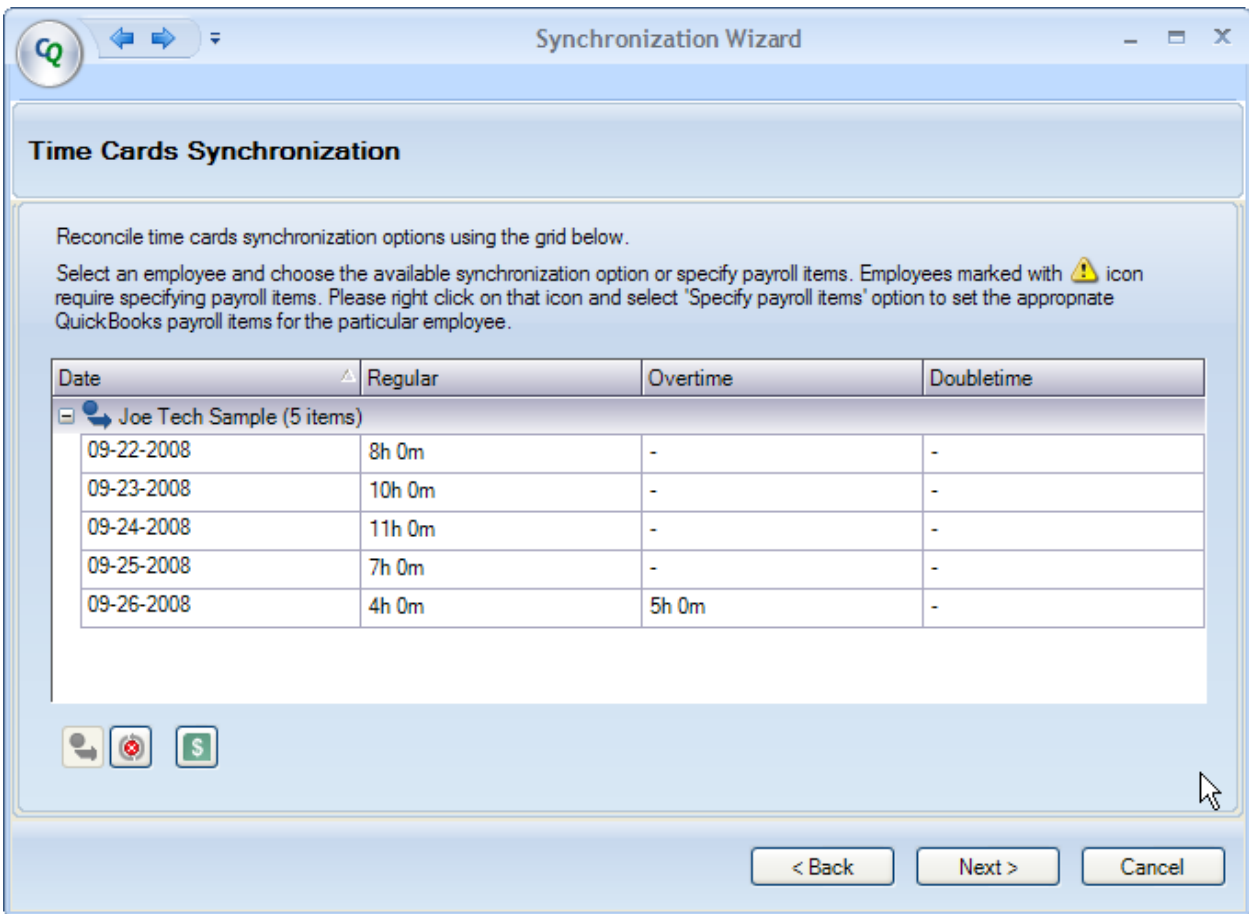 CQ
Synchronization Wizard
Time Cards Synchronization
Reconcile time cards synchronization options using the grid below.
Select an employee and choose the available synchronization option or specify payroll items. Employees marked with icon
require specifying payroll items. Please right click on that icon and select 'Specify payroll items' option to set the appropriate
QuickBooks payroll items for the particular employee.
Date Regular Overtime Doubletime
Joe Tech Sample (5 items)
09-22-2008 8h 0m - -
09-23-2008 10h 0m - -
09-24-2008 11h 0m - -
09-25-2008 7h 0m - -
09-26-2008 4h 0m 5h 0m -
$
< Back Next > Cancel